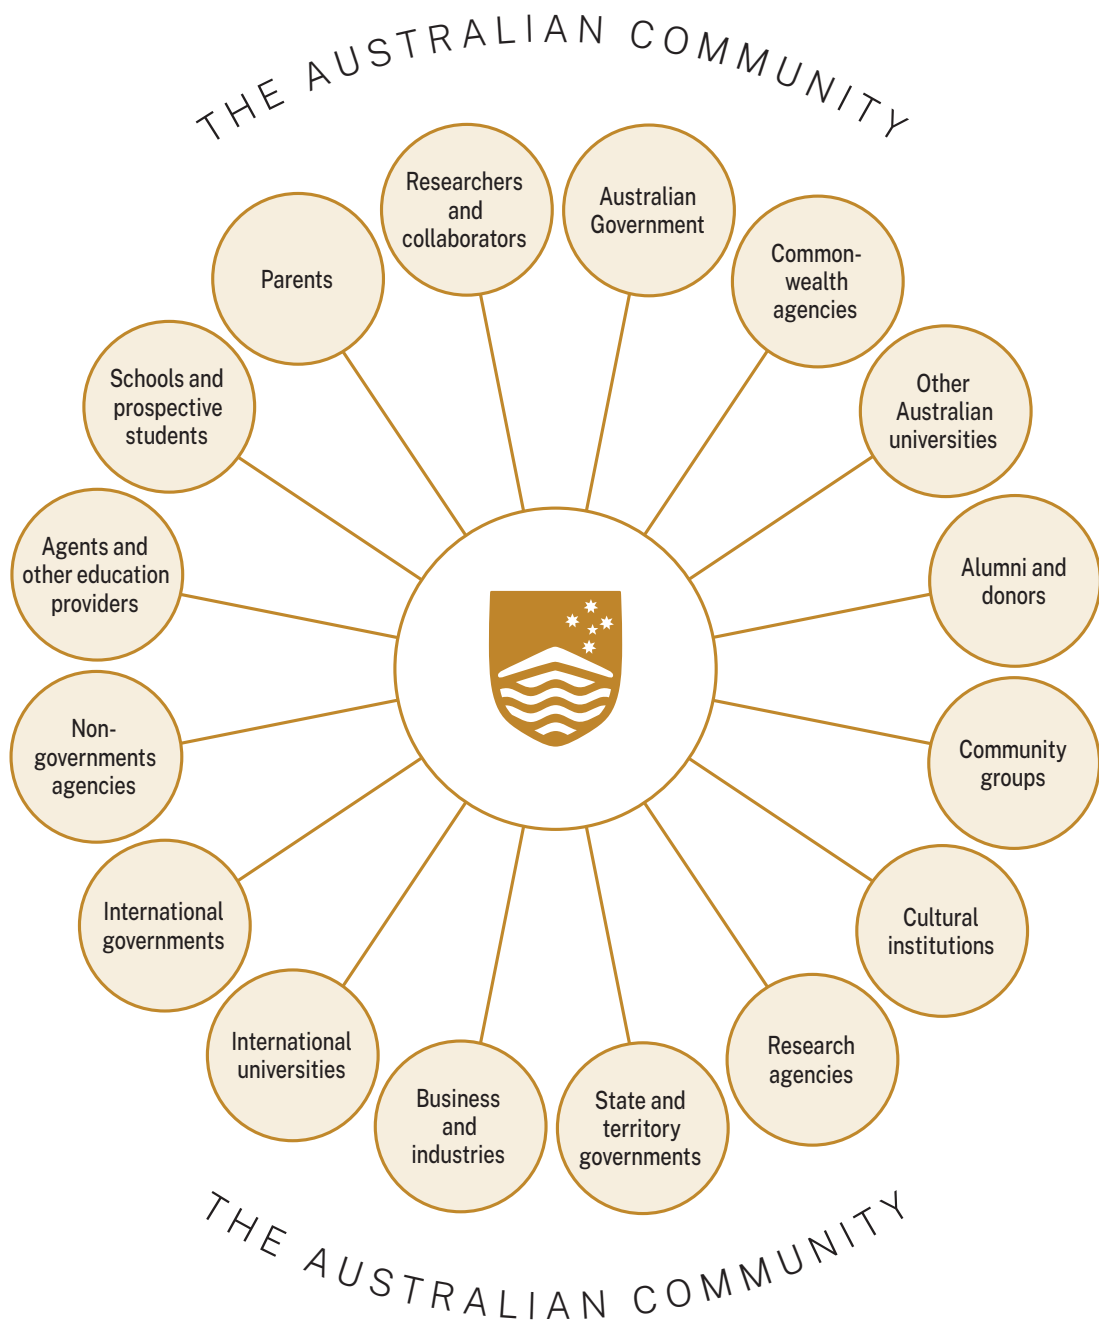 THE AUSTRALIAN COMMUNITY
Researchers
and
collaborators
Australian
Government
Common-
wealth
agencies
Other
Australian
universities
Alumni and
donors
Community
groups
Cultural
institutions
Research
agencies
State and
territory
governments
Business
and
industries
International
universities
International
governments
Non-
governments
agencies
Agents and
other education
providers
Schools and
prospective
students
Parents
THE AUSTRALIAN COMMUNITY